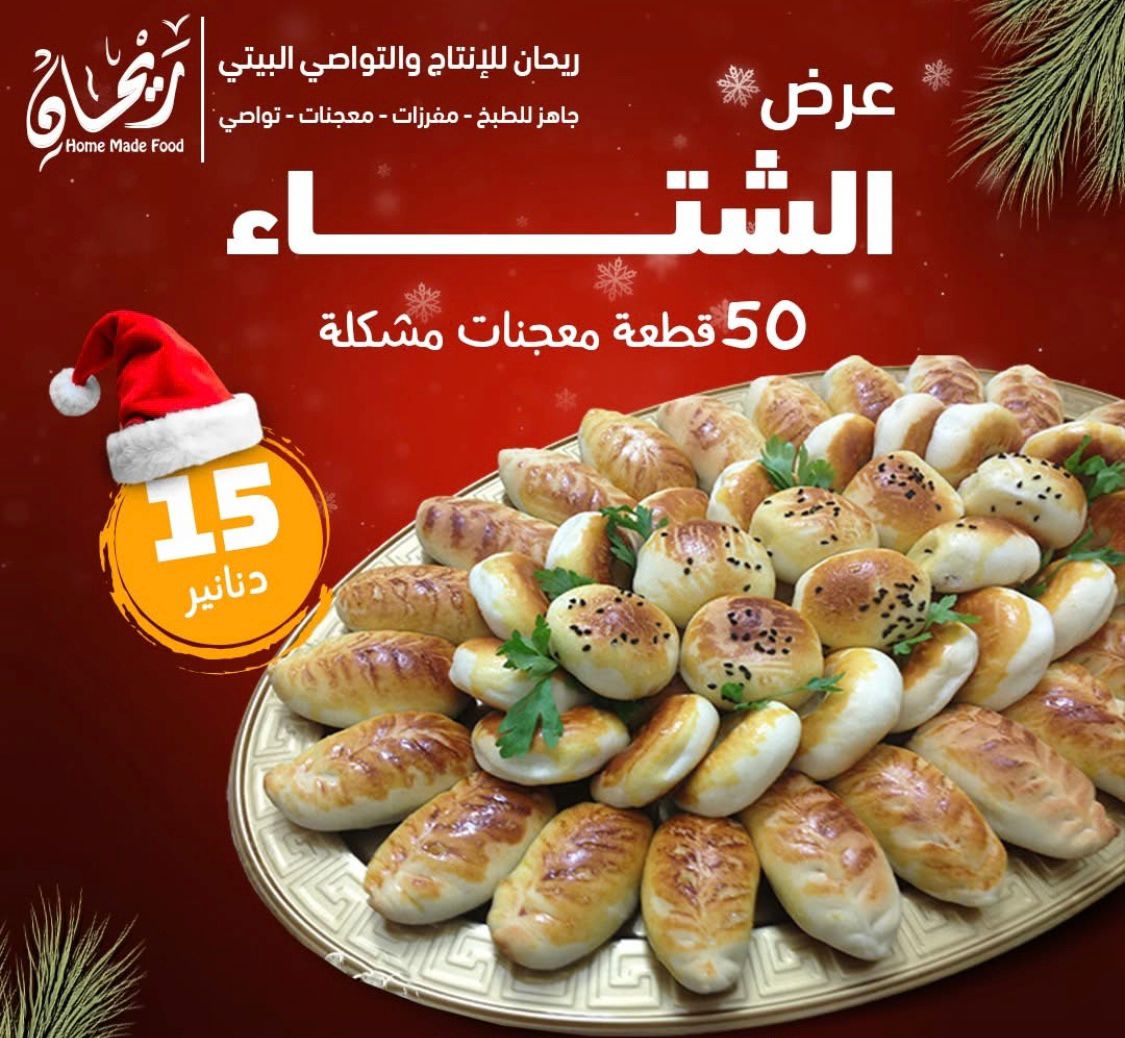 ريحان
Home Made Food
ريحان للإنتاج والتواصي البيتي
جاهز للطبخ - مفرزات - معجنات - تواصي
عرض
الشتاء
50 قطعة معجنات مشكلة
15
دنانير